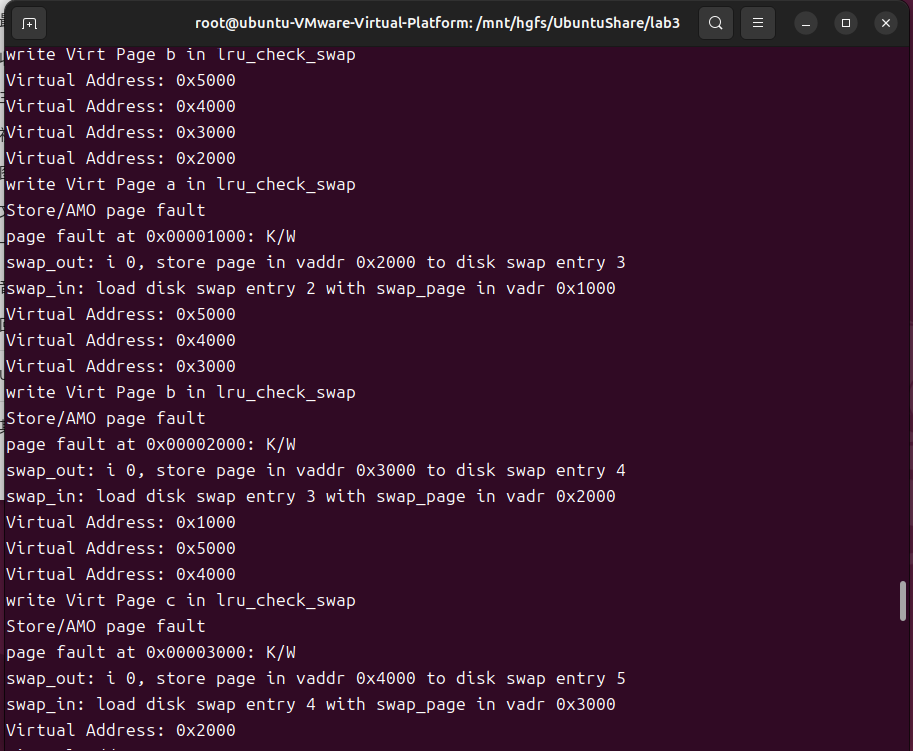 root@ubuntu-VMware-Virtual-Platform: /mnt/hgfs/UbuntuShare/lab3
write Virt Page b in lru_check_swap
Virtual Address: 0x5000
Virtual Address: 0x4000
Virtual Address: 0x3000
Virtual Address: 0x2000
write Virt Page a in lru_check_swap
Store/AMO page fault
page fault at 0x00001000: K/W
swap_out: i 0, store page in vaddr 0x2000 to disk swap entry 3
swap_in: load disk swap entry 2 with swap_page in vadr 0x1000
Virtual Address: 0x5000
Virtual Address: 0x4000
Virtual Address: 0x3000
write Virt Page b in lru_check_swap
Store/AMO page fault
page fault at 0x00002000: K/W
swap_out: i 0, store page in vaddr 0x3000 to disk swap entry 4
swap_in: load disk swap entry 3 with swap_page in vadr 0x2000
Virtual Address: 0x1000
Virtual Address: 0x5000
Virtual Address: 0x4000
write Virt Page c in lru_check_swap
Store/AMO page fault
page fault at 0x00003000: K/W
swap_out: i 0, store page in vaddr 0x4000 to disk swap entry 5
swap_in: load disk swap entry 4 with swap_page in vadr 0x3000
Virtual Address: 0x2000